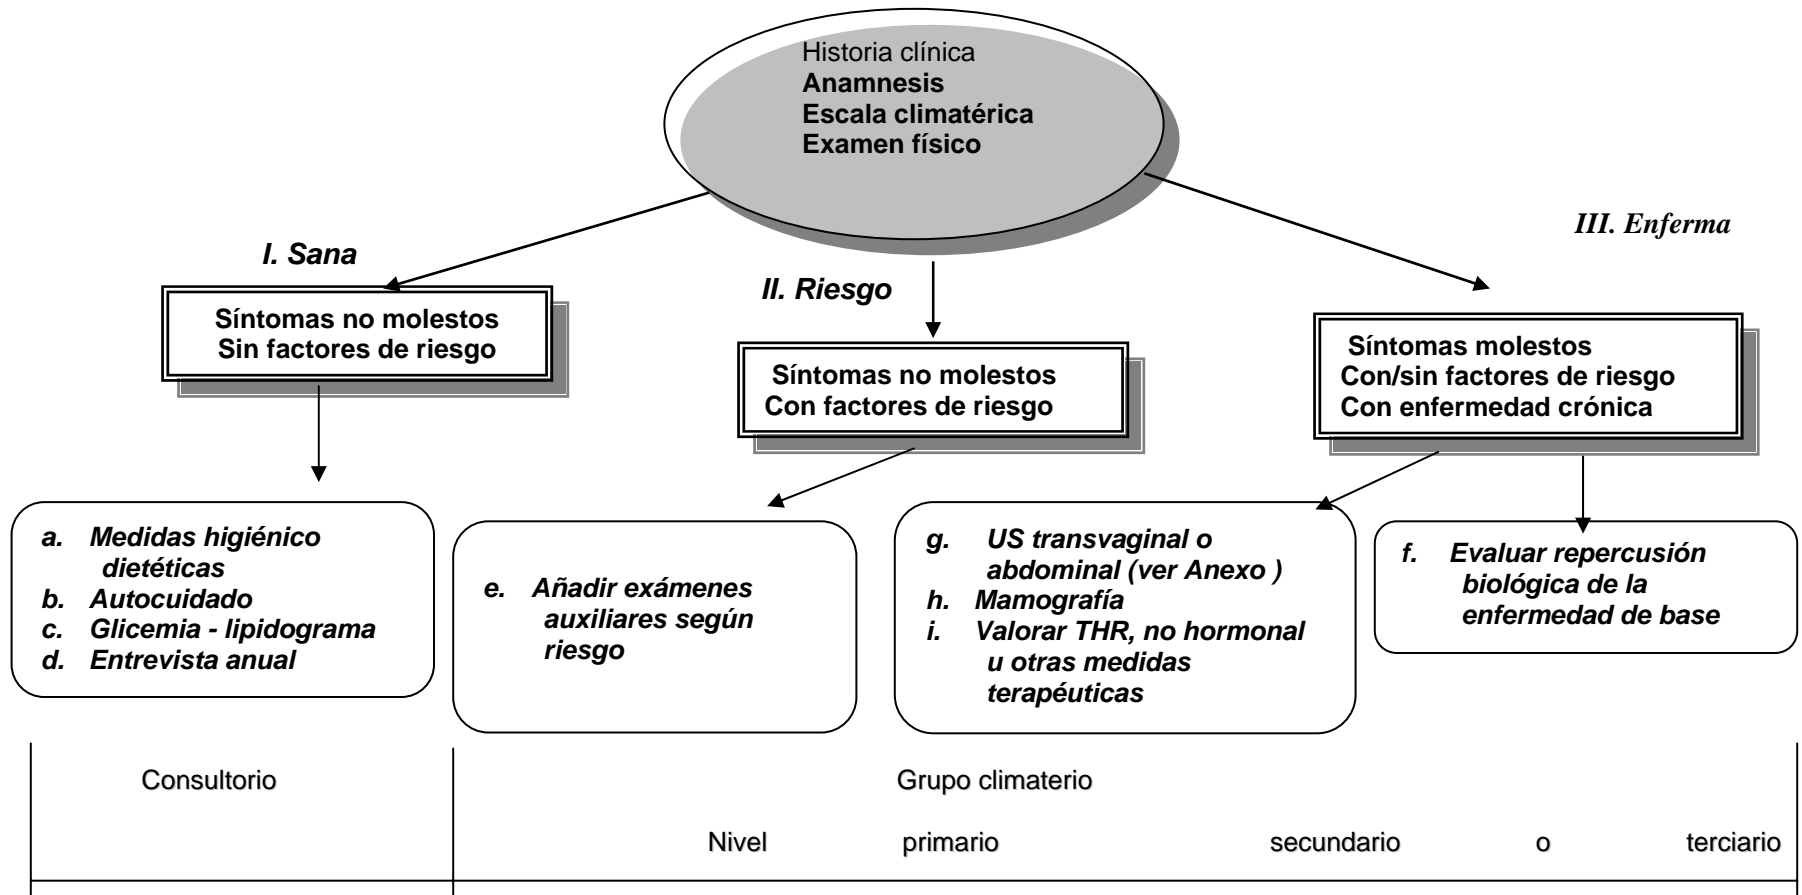 Historia clínica
Anamnesis
Escala climatérica
Examen físico
I. Sana
Síntomas no molestos
Sin factores de riesgo
II. Riesgo
Síntomas no molestos
Con factores de riesgo
III. Enferma
Síntomas molestos
Con/sin factores de riesgo
Con enfermedad crónica
a. Medidas higiénico
dietéticas
b. Autocuidado
c. Glicemia - lipidograma
d. Entrevista anual
e. Añadir exámenes
auxiliares según
riesgo
g. US transvaginal o
abdominal (ver Anexo )
h. Mamografía
i. Valorar THR, no hormonal
u otras medidas
terapéuticas
f. Evaluar repercusión
biológica de la
enfermedad de base
Consultorio
Grupo climaterio
Nivel primario secundario o terciario